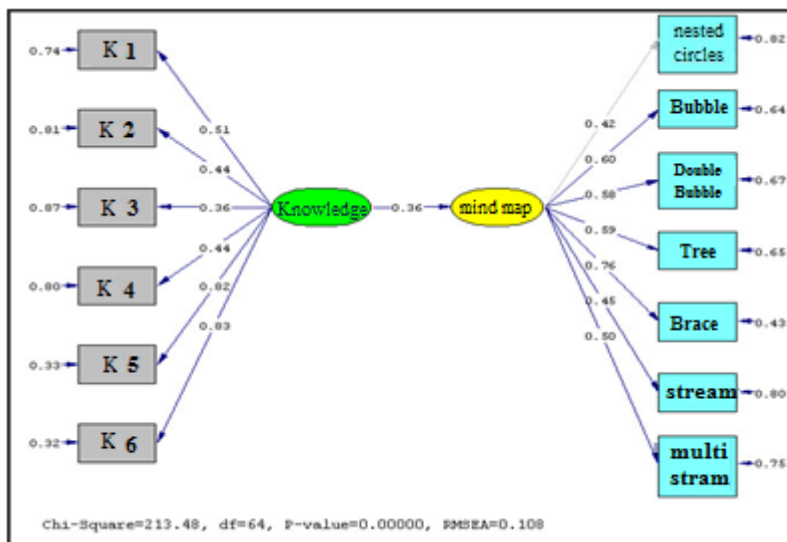 0.74
K 1
0.81
K 2
0.87
K 3
0.80
K 4
0.33
K 5
0.32
K 6
0.51
0.44
0.36
0.44
0.82
0.83
Knowledge
0.36
mind map
0.42
0.60
0.58
0.59
0.76
0.45
0.50
nested
circles
0.82
Bubble
0.64
Double
Bubble
0.67
Tree
0.65
Brace
0.43
stream
0.80
multi
stram
0.75
Chi-Square=213.48, df=64, P-value=0.00000, RMSEA=0.108